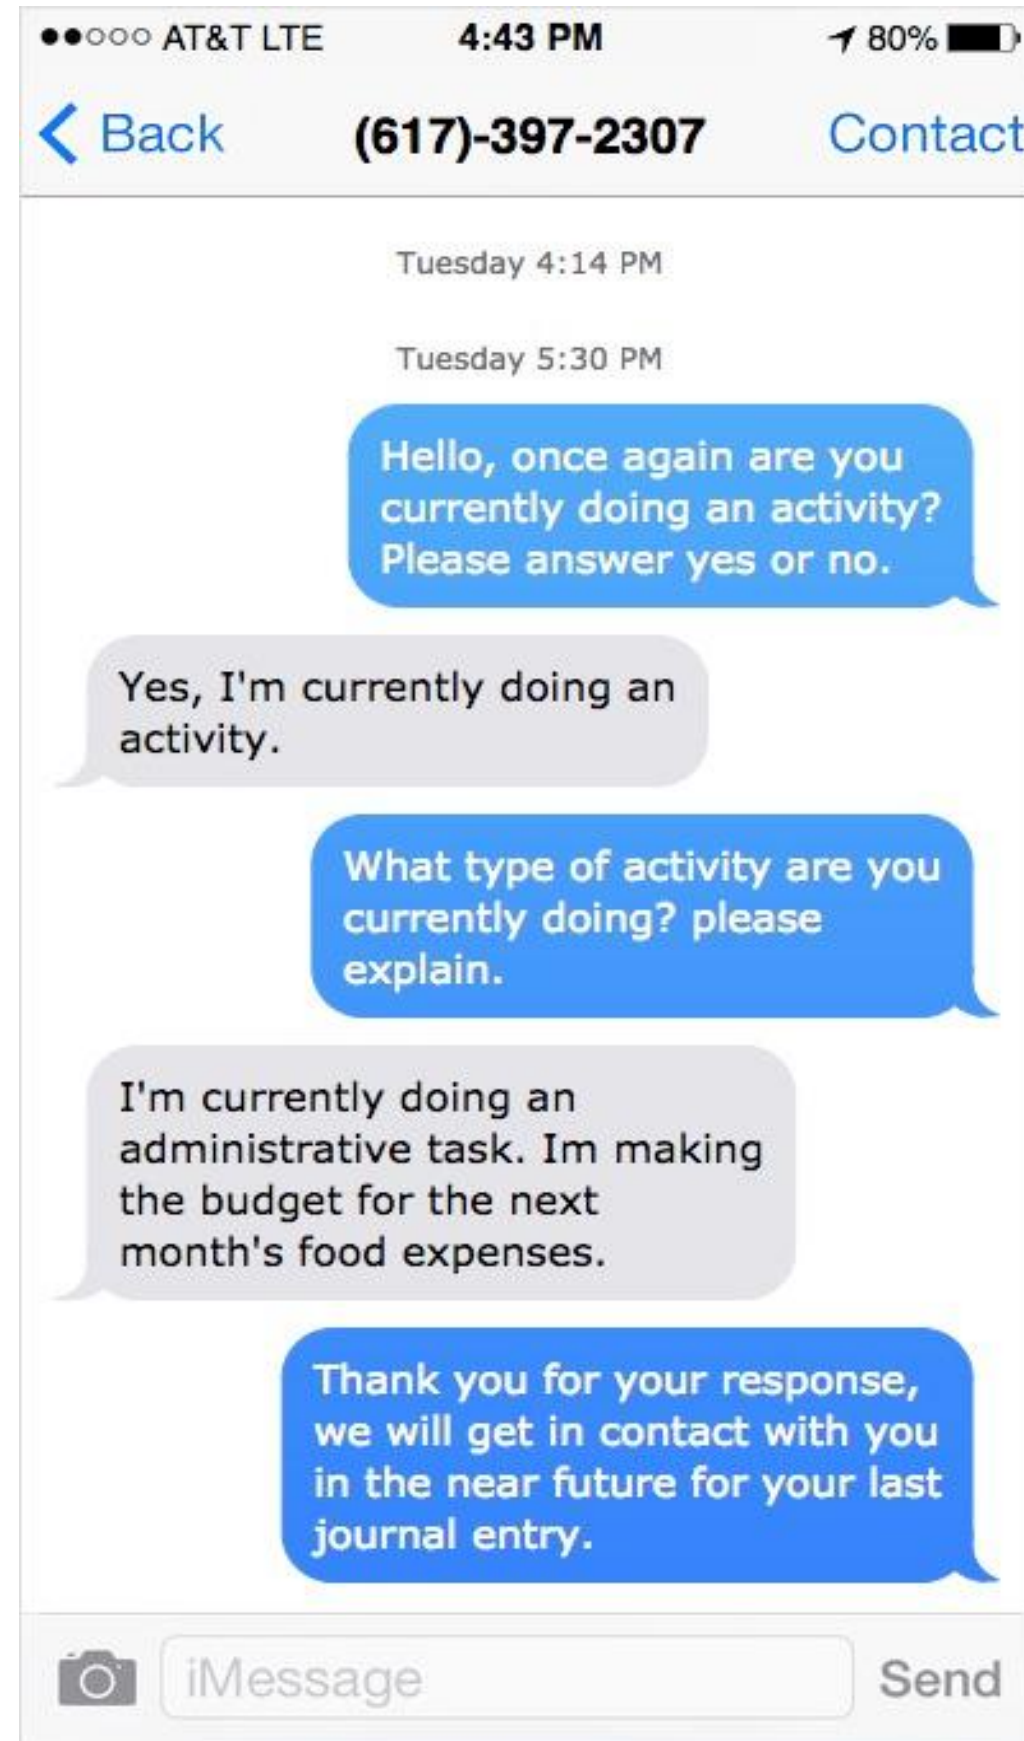 AT&T LTE 4:43 PM 80%
Back (617)-397-2307 Contact
Tuesday 4:14 PM
Tuesday 5:30 PM
Hello, once again are you
currently doing an activity?
Please answer yes or no.
Yes, I'm currently doing an
activity.
What type of activity are you
currently doing? please
explain.
I'm currently doing an
administrative task. Im making
the budget for the next
month's food expenses.
Thank you for your response,
we will get in contact with you
in the near future for your last
journal entry.
iMessage Send